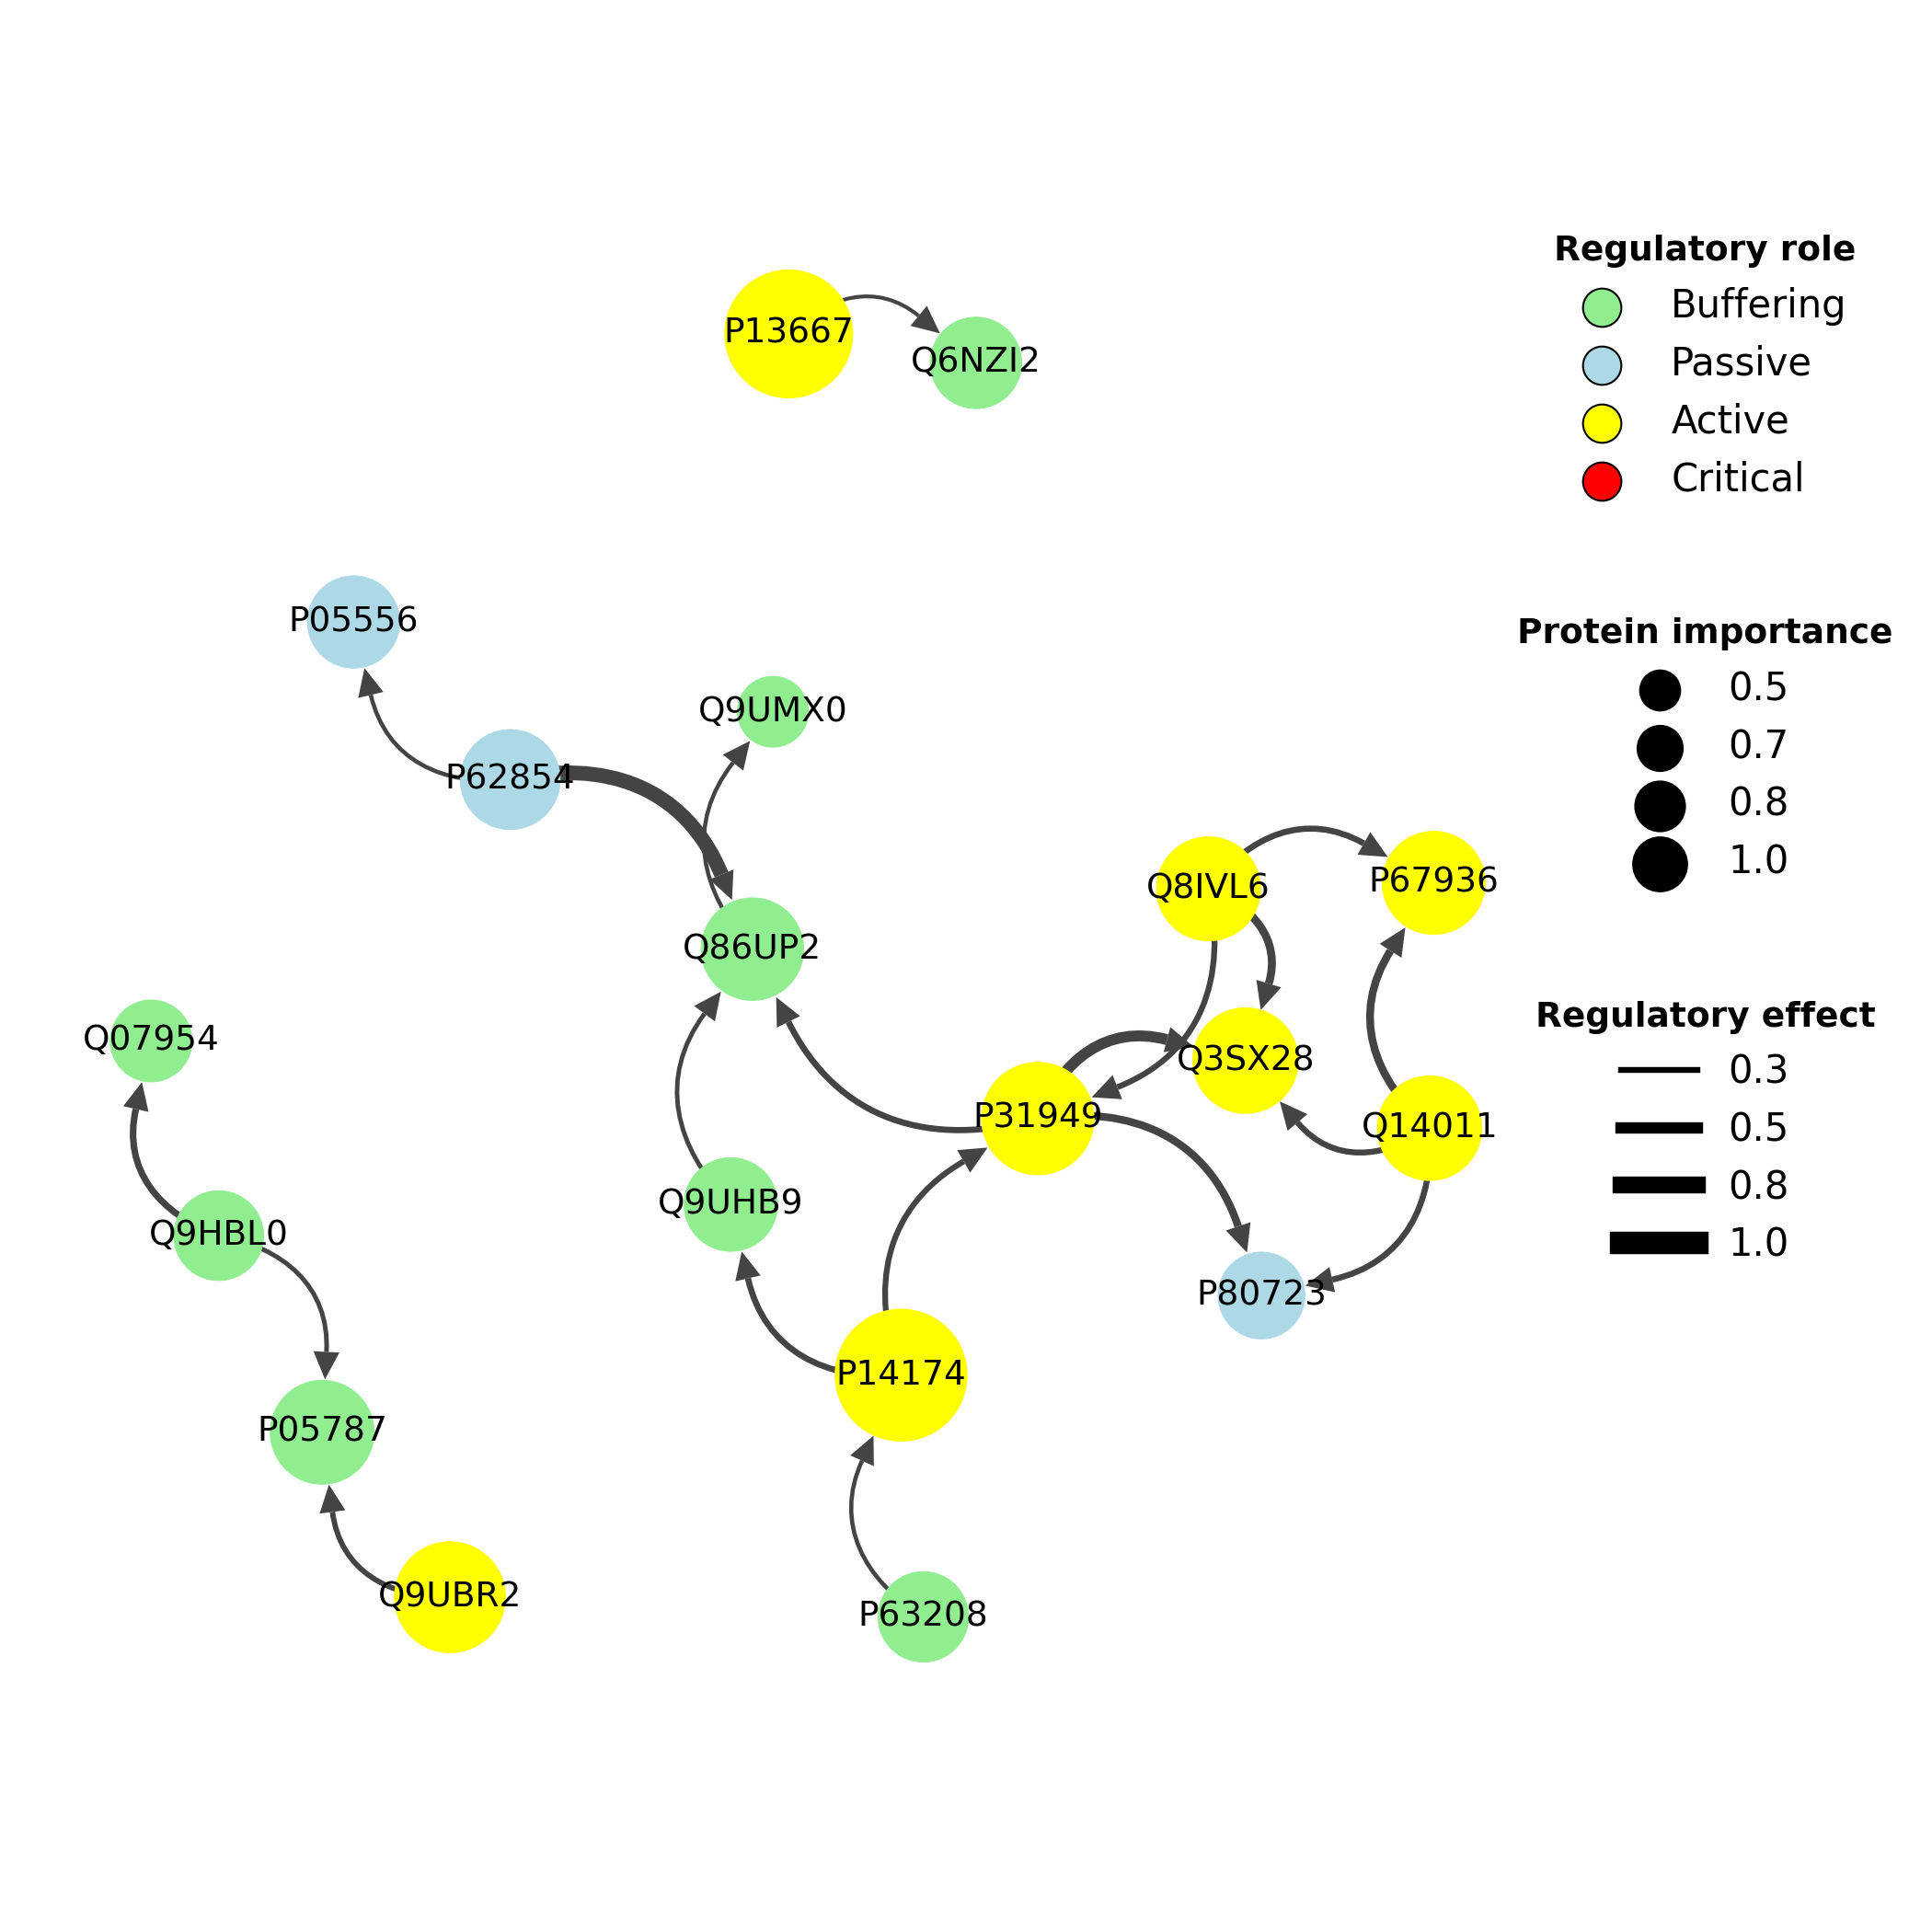 Regulatory role
Buffering
Passive
Active
Critical
Protein importance
0.5
0.7
0.8
1.0
Regulatory effect
0.3
0.5
0.8
1.0
P13667
Q6NZI2
P05556
Q9UMX0
P62854
Q8IVL6
P67936
Q86UP2
Q07954
Q3SX28
P31949
Q14011
Q9UHB9
Q9HBL0
P80723
P14174
P05787
Q9UBR2
P63208